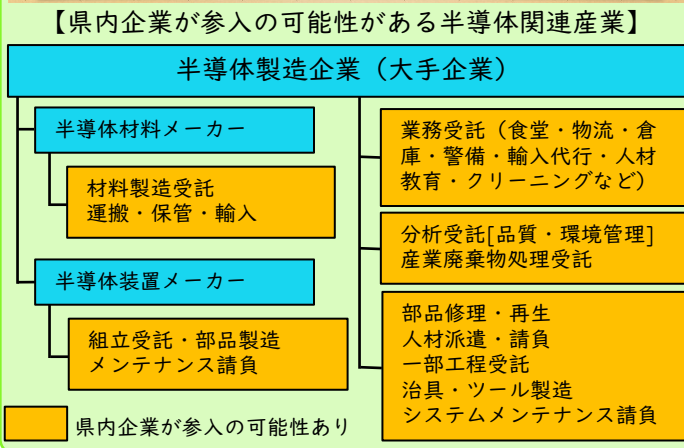 【県内企業が参入の可能性がある半導体関連産業】
半導体製造企業（大手企業）
半導体材料メーカー
材料製造受託
運搬・保管・輸入
半導体装置メーカー
組立受託・部品製造
メンテナンス請負
業務受託（食堂・物流・倉
庫・警備・輸入代行・人材
教育・クリーニングなど）
分析受託[品質・環境管理]
産業廃棄物処理受託
部品修理・再生
人材派遣・請負
一部工程受託
治具・ツール製造
システムメンテナンス請負
県内企業が参入の可能性あり